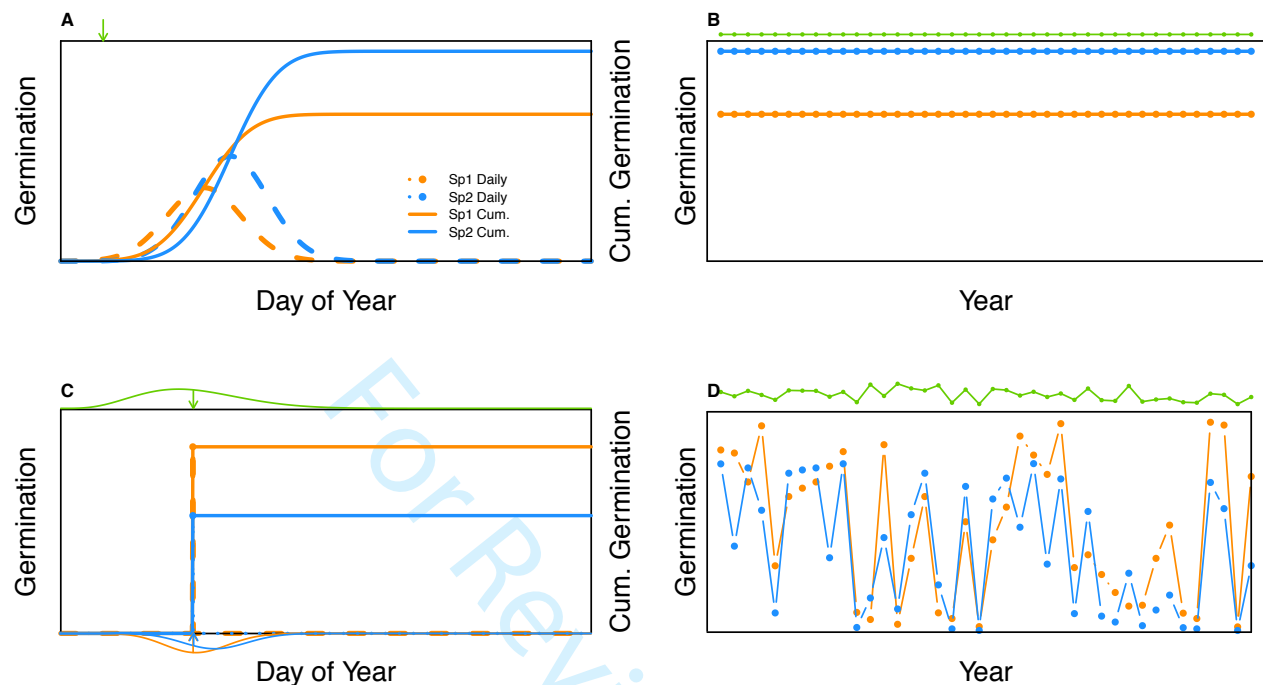 A
Germination
Cum. Germination
Sp1 Daily
Sp2 Daily
Sp1 Cum.
Sp2 Cum.
Day of Year
B
Germination
Year
C
Germination
Cum. Germination
Day of Year
D
Germination
Year
For Revi